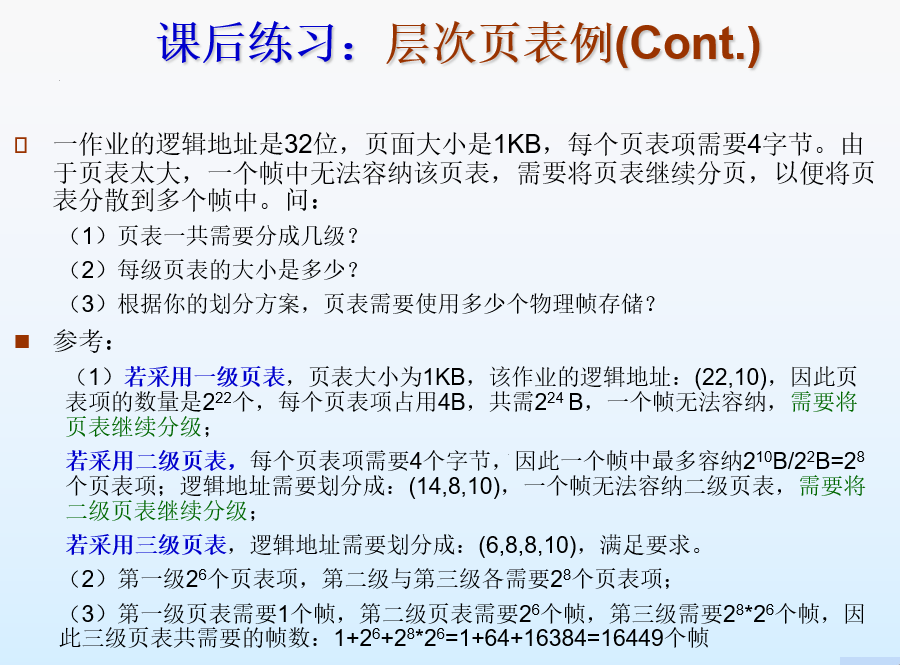 课后练习：层次页表例(Cont.)
一作业的逻辑地址是32位，页面大小是1KB，每个页表项需要4字节。由
于页表太大，一个帧中无法容纳该页表，需要将页表继续分页，以便将页
表分散到多个帧中。问：
（1）页表一共需要分成几级？
（2）每级页表的大小是多少？
（3）根据你的划分方案，页表需要使用多少个物理帧存储？
参考：
（1）若采用一级页表，页表大小为1KB，该作业的逻辑地址：(22,10)，因此页
表项的数量是2²²个，每个页表项占用4B，共需2²⁴ B，一个帧无法容纳，需要将
页表继续分级；
若采用二级页表，每个页表项需要4个字节，因此一个帧中最多容纳2¹⁰B/2²B=2⁸
个页表项；逻辑地址需要划分成：(14,8,10)，一个帧无法容纳二级页表，需要将
二级页表继续分级；
若采用三级页表，逻辑地址需要划分成：(6,8,8,10)，满足要求。
（2）第一级2⁶个页表项，第二级与第三级各需要2⁸个页表项；
（3）第一级页表需要1个帧，第二级页表需要2⁶个帧，第三级需要2⁸*2⁶个帧，因
此三级页表共需要的帧数：1+2⁶+2⁸*2⁶=1+64+16384=16449个帧